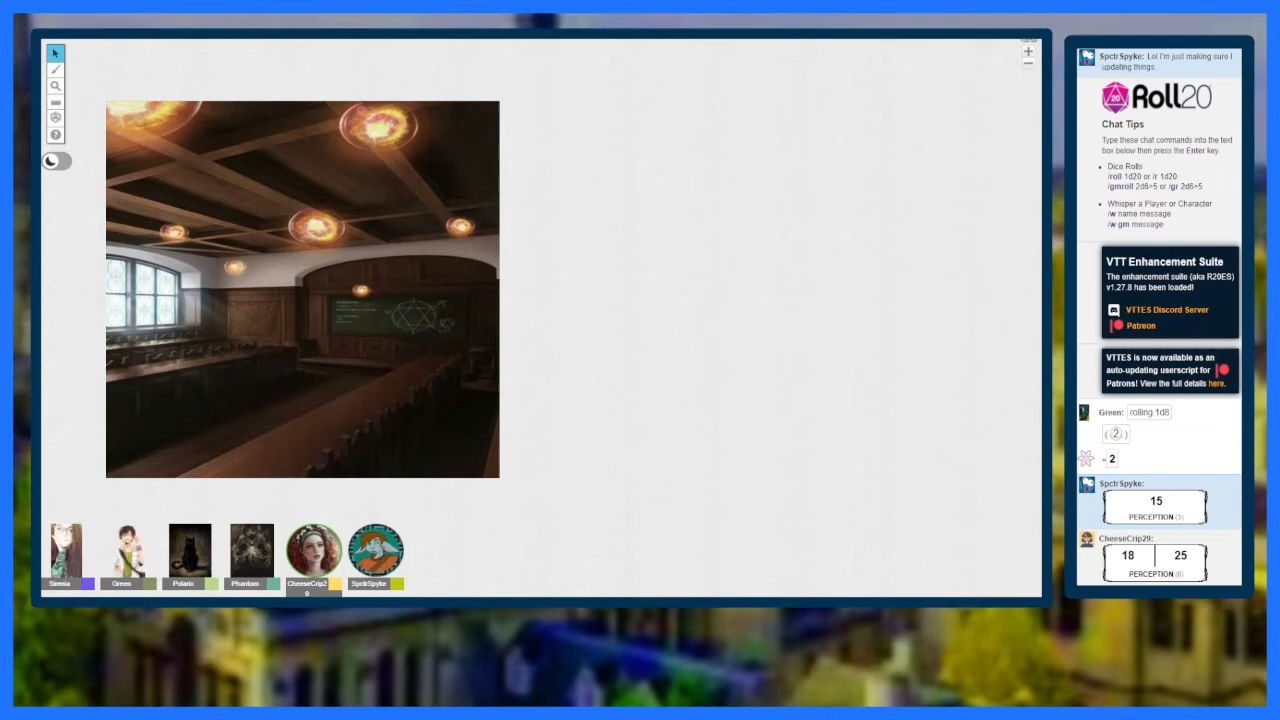 SpctrSpyke: Lol I'm just making sure I
updating things.
20 Roll20
Chat Tips
Type these chat commands into the text
box below then press the Enter key.
Dice Rolls
/roll 1d20 or /r 1d20
/gmroll 2d6>5 or /gr 2d6>5
Whisper a Player or Character
/w name message
/w gm message
VTT Enhancement Suite
The enhancement suite (aka R20ES)
v1.27.8 has been loaded!
VTTES Discord Server
Patreon
VTTES is now available as an
auto-updating userscript for
Patrons! View the full details here.
Green: rolling 1d8
(2)
=2
SpctrSpyke:
15
PERCEPTION (3)
CheeseCrip29:
18 25
PERCEPTION (6)
Sirenia Green Polaris Phantom CheeseCrip2 SpctrSpyke
9